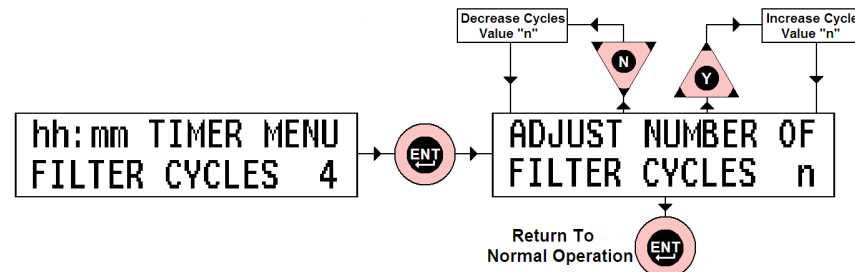 Decrease Cycles
Value "n"
N
Y
Increase Cycle
Value "n"
hh:mm TIMER MENU
FILTER CYCLES 4
ENT
ADJUST NUMBER OF
FILTER CYCLES n
Return To
Normal Operation
ENT